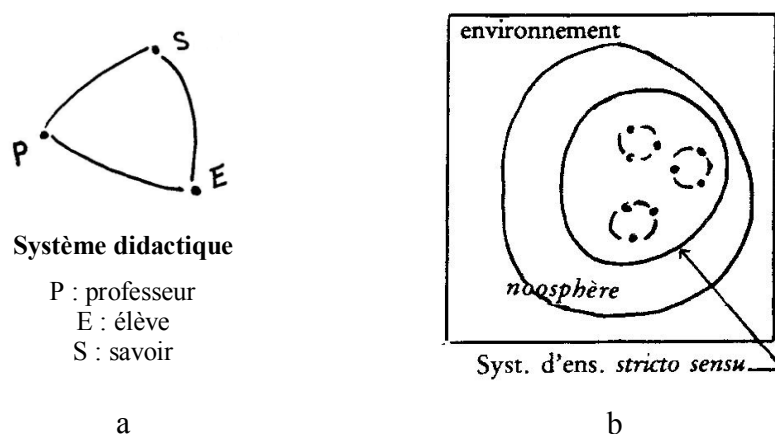 S
P
E
Système didactique
P : professeur
E : élève
S : savoir
a
environnement
noosphère
Syst. d'ens. stricto sensu
b